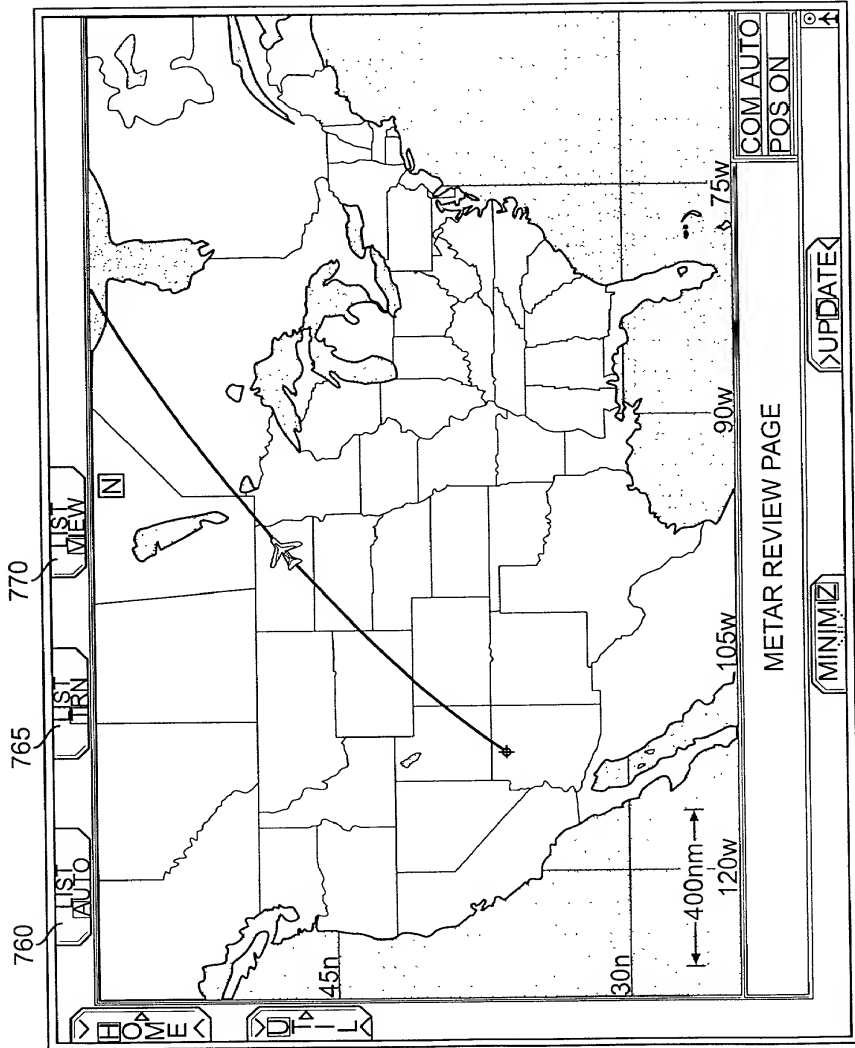 760
765
770
LIST
AUTO
LIST
TRN
LIST
VIEW
HOME
UTIL
N
45n
30n
400nm
120w
105w
90w
75w
METAR REVIEW PAGE
COM AUTO
POS ON
MINIMIZ
UPDATE